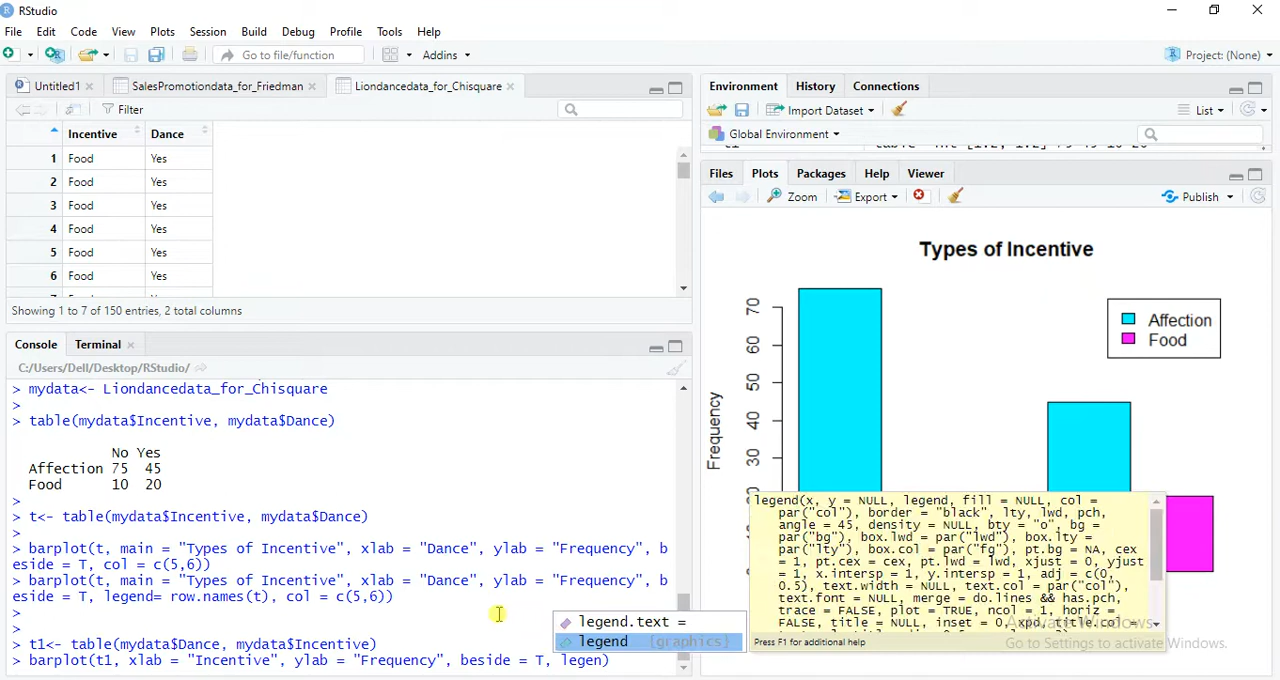 RStudio
File Edit Code View Plots Session Build Debug Profile Tools Help
Go to file/function Addins Project: (None)
Untitled1 SalesPromotiondata_for_Friedman Liondancedata_for_Chisquare
Filter
Incentive Dance
1 Food Yes
2 Food Yes
3 Food Yes
4 Food Yes
5 Food Yes
6 Food Yes
Showing 1 to 7 of 150 entries, 2 total columns
Console Terminal
C:/Users/Dell/Desktop/RStudio/
> mydata<- Liondancedata_for_Chisquare
>
> table(mydata$Incentive, mydata$Dance)
No Yes
Affection 75 45
Food 10 20
>
> t<- table(mydata$Incentive, mydata$Dance)
>
> barplot(t, main = "Types of Incentive", xlab = "Dance", ylab = "Frequency", b
eside = T, col = c(5,6))
> barplot(t, main = "Types of Incentive", xlab = "Dance", ylab = "Frequency", b
eside = T, legend= row.names(t), col = c(5,6))
>
>
> t1<- table(mydata$Dance, mydata$Incentive)
> barplot(t1, xlab = "Incentive", ylab = "Frequency", beside = T, legen)
legend.text =
legend [graphics]
Environment History Connections
Import Dataset List
Global Environment
Files Plots Packages Help Viewer
Zoom Export Publish
Types of Incentive
Affection
Food
Frequency
70
60
50
40
30
legend(x, y = NULL, legend, fill = NULL, col =
par("col"), border = "black", lty, lwd, pch,
angle = 45, density = NULL, bty = "o", bg =
par("bg"), box.lwd = par("lwd"), box.lty =
par("lty"), box.col = par("fg"), pt.bg = NA, cex
= 1, pt.cex = cex, pt.lwd = lwd, xjust = 0, yjust
= 1, x.intersp = 1, y.intersp = 1, adj = c(0,
0.5), text.width = NULL, text.col = par("col"),
text.font = NULL, merge = do.lines && has.pch,
trace = FALSE, plot = TRUE, ncol = 1, horiz =
FALSE, title = NULL, inset = 0, xpd, title.col =
Press F1 for additional help
Activate Windows
Go to Settings to activate Windows.